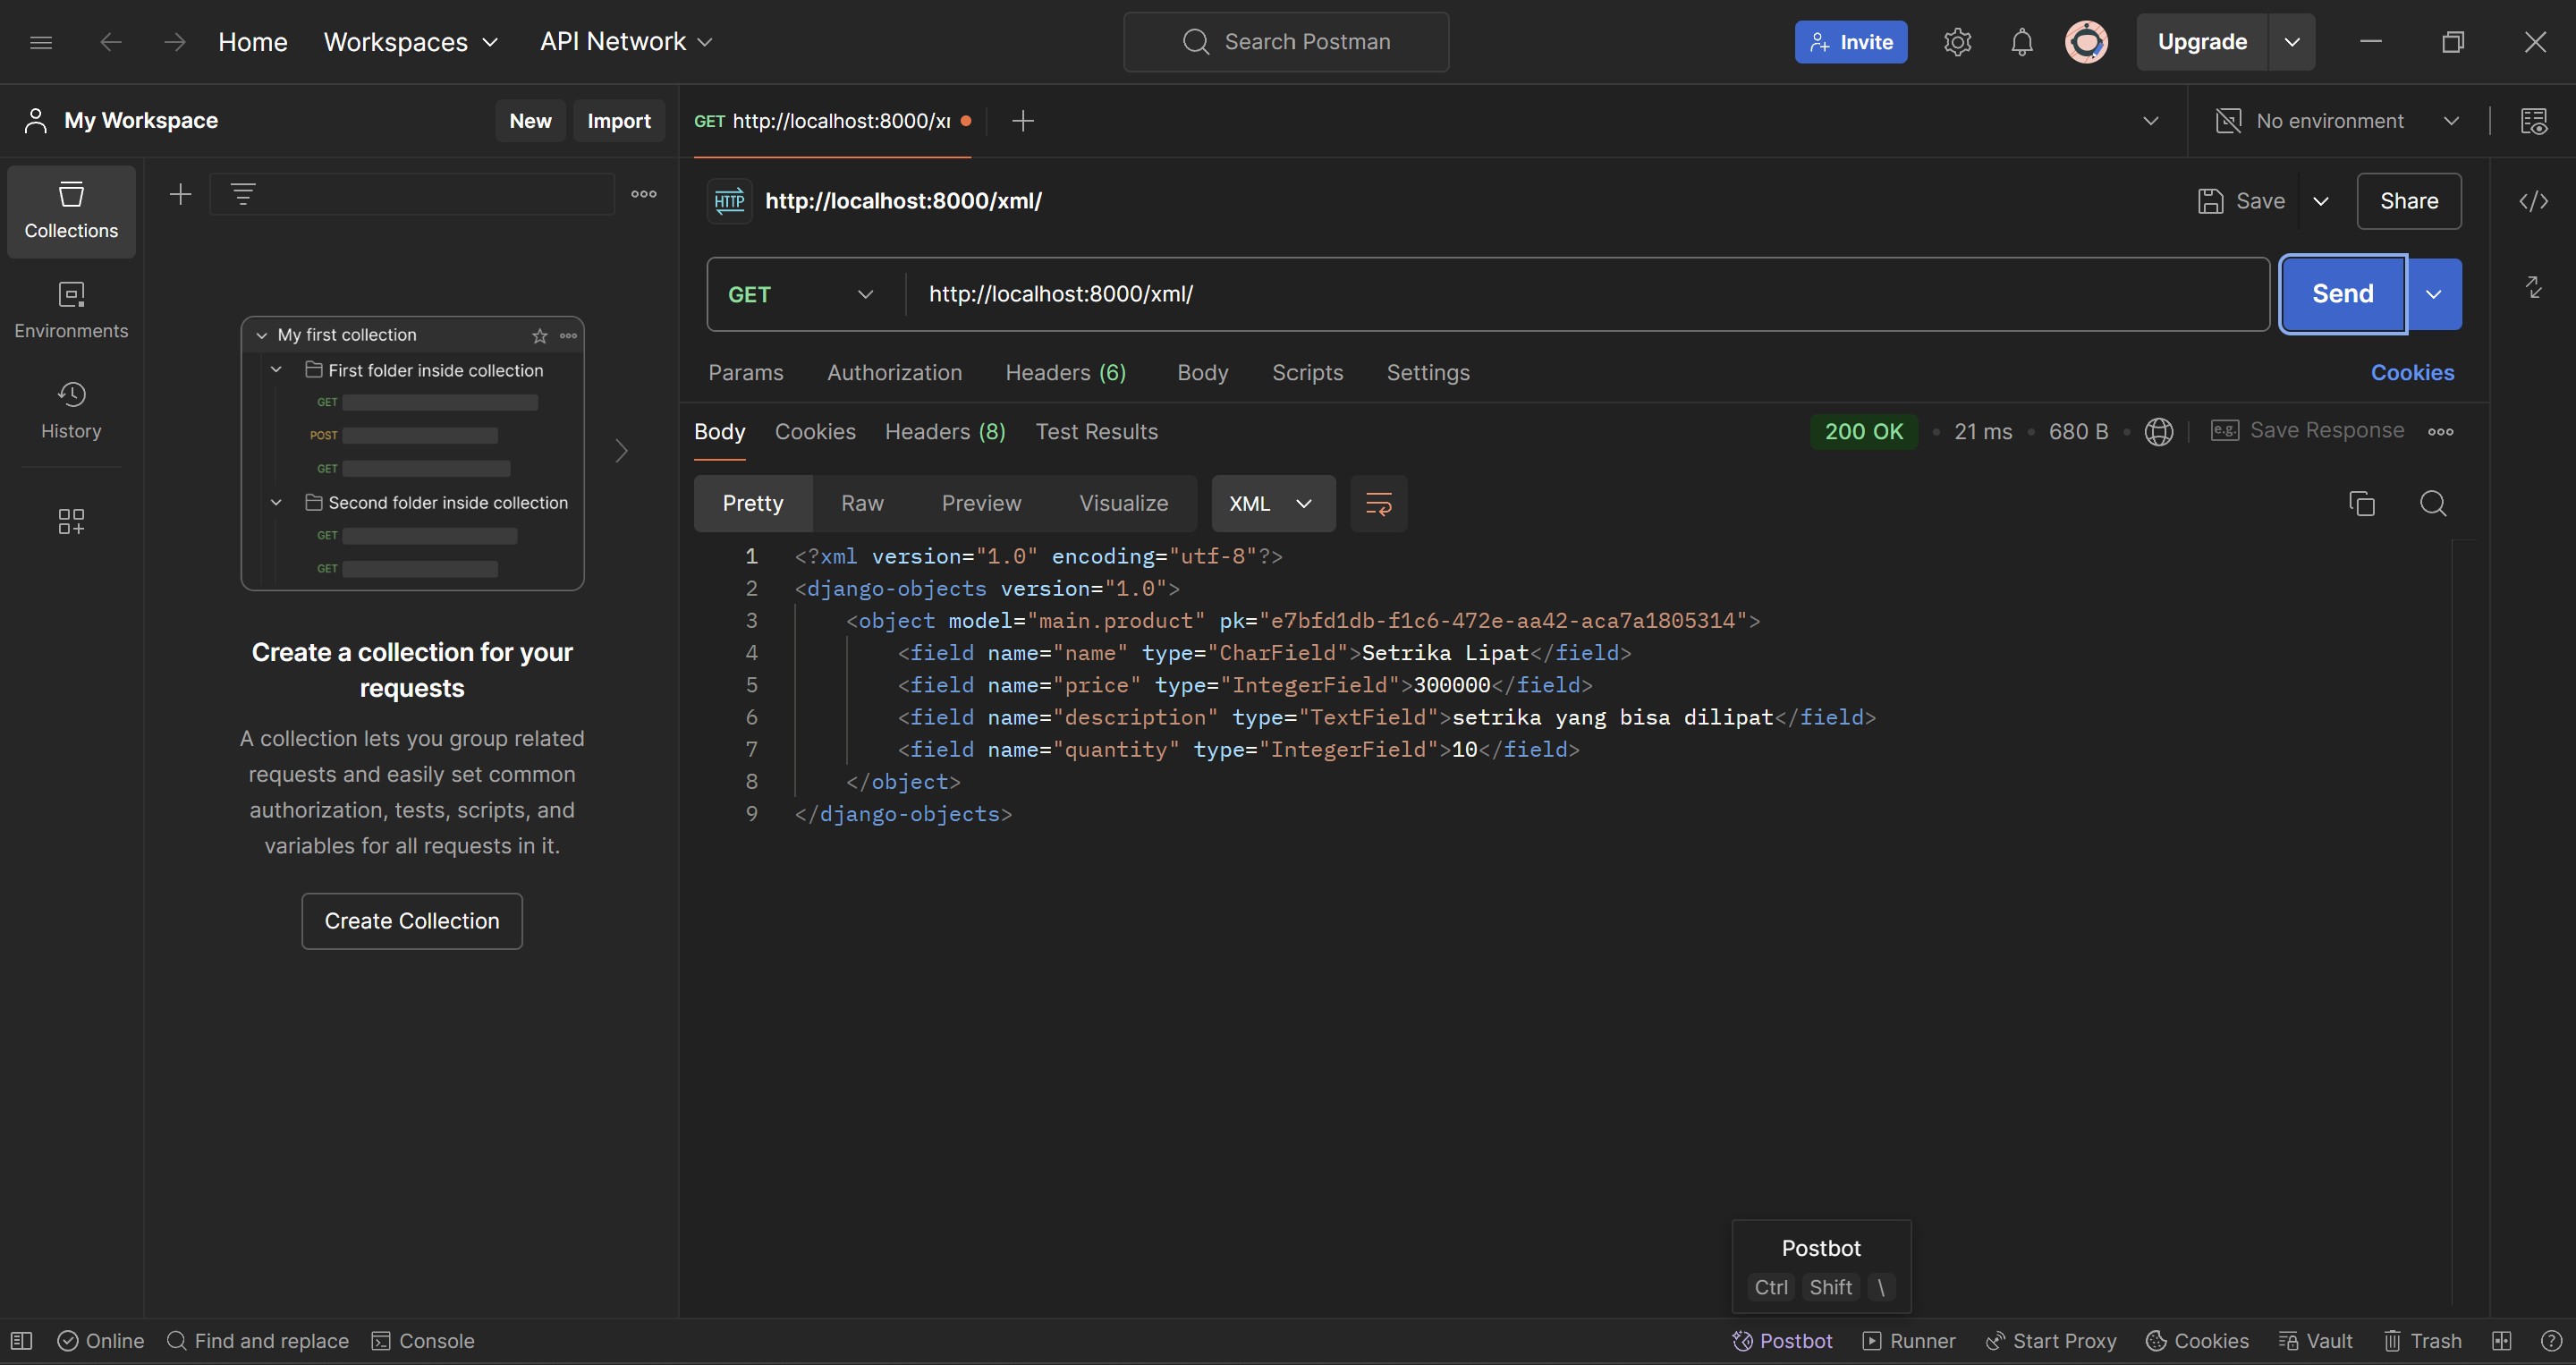 Home Workspaces API Network Search Postman Invite Upgrade
My Workspace New Import GET http://localhost:8000/x No environment
Collections
Environments
History
My first collection
First folder inside collection
GET
POST
GET
Second folder inside collection
GET
GET
Create a collection for your
requests
A collection lets you group related
requests and easily set common
authorization, tests, scripts, and
variables for all requests in it.
Create Collection
HTTP http://localhost:8000/xml/ Save Share
GET http://localhost:8000/xml/ Send
Params Authorization Headers (6) Body Scripts Settings Cookies
Body Cookies Headers (8) Test Results 200 OK • 21 ms • 680 B • e.g. Save Response
Pretty Raw Preview Visualize XML
1 <?xml version="1.0" encoding="utf-8"?>
2 <django-objects version="1.0">
3 <object model="main.product" pk="e7bfd1db-f1c6-472e-aa42-aca7a1805314">
4 <field name="name" type="CharField">Setrika Lipat</field>
5 <field name="price" type="IntegerField">300000</field>
6 <field name="description" type="TextField">setrika yang bisa dilipat</field>
7 <field name="quantity" type="IntegerField">10</field>
8 </object>
9 </django-objects>
Postbot
Ctrl Shift \
Online Find and replace Console Postbot Runner Start Proxy Cookies Vault Trash